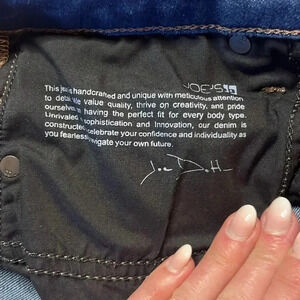 JOE'S
This jea is handcrafted and unique with meticulous attention
to detail. We value quality, thrive on creativity, and pride
ourselves on having the perfect fit for every body type.
Unrivaled sophistication and Innovation, our denim is
constructed to celebrate your confidence and individuality as
you fearlessly navigate your own future.
Joe D